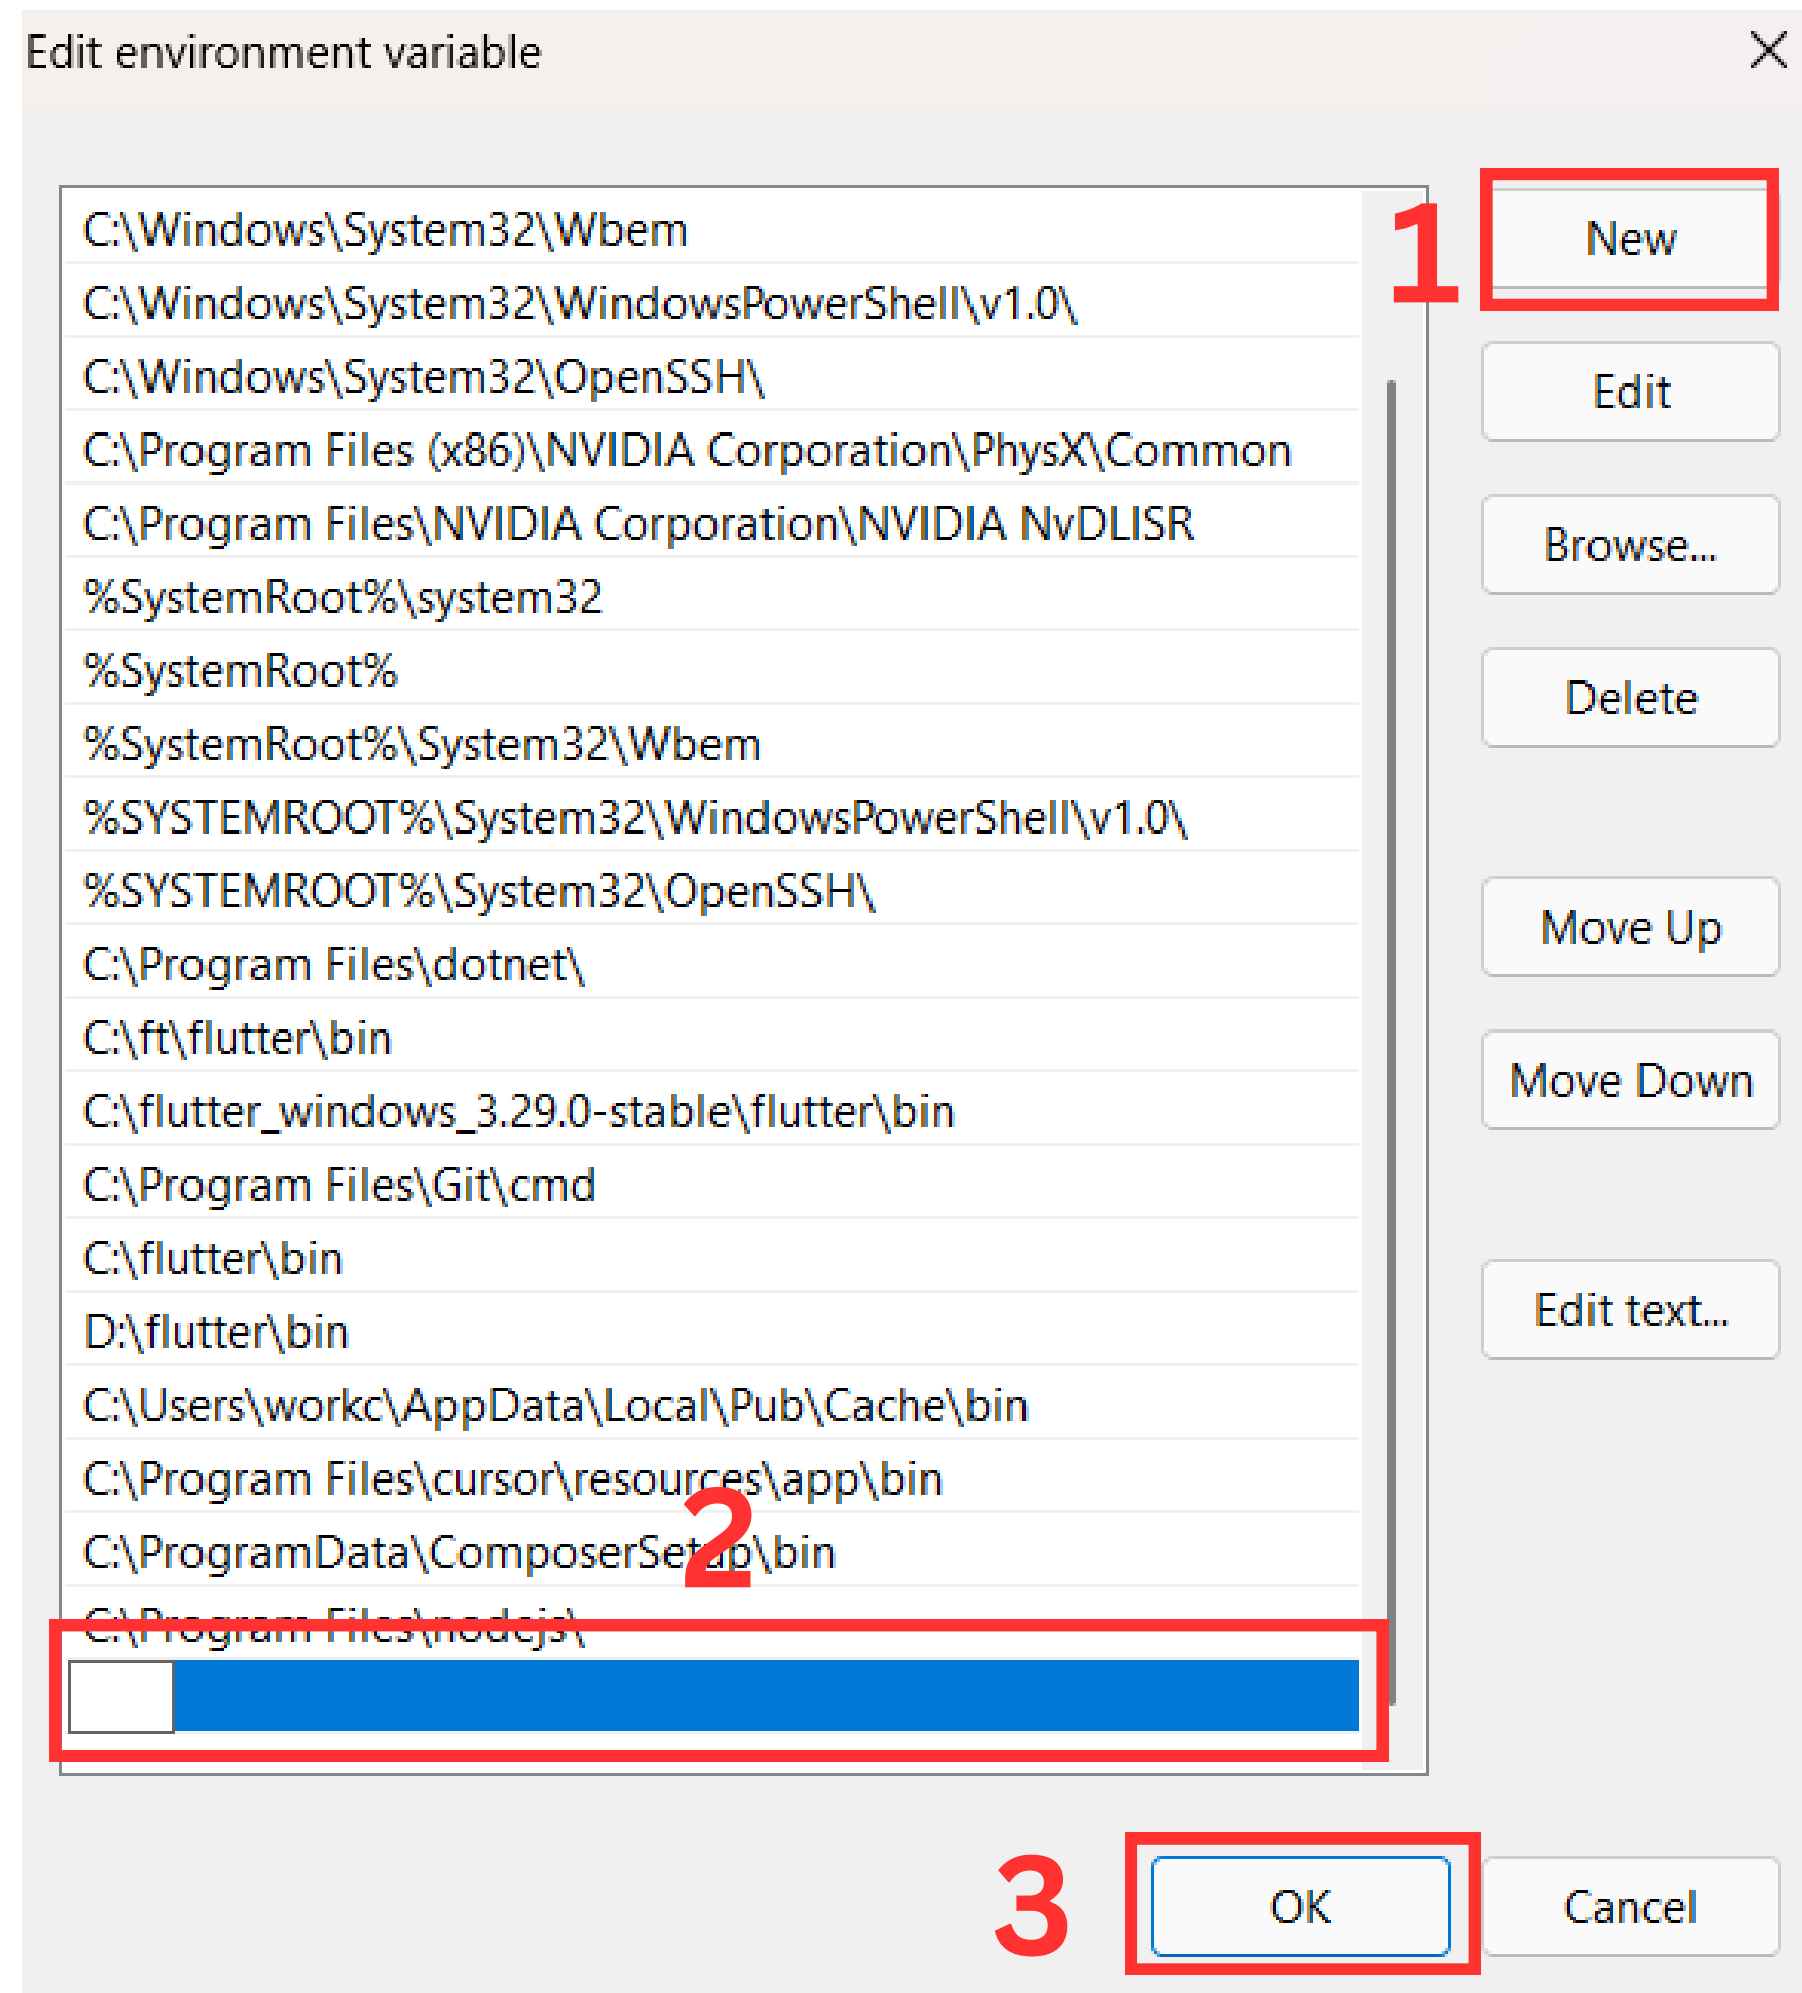 Edit environment variable
C:\Windows\System32\Wbem
1
New
C:\Windows\System32\WindowsPowerShell\v1.0\
C:\Windows\System32\OpenSSH\
Edit
C:\Program Files (x86)\NVIDIA Corporation\PhysX\Common
C:\Program Files\NVIDIA Corporation\NVIDIA NvDLISR
Browse...
%SystemRoot%\system32
%SystemRoot%
Delete
%SystemRoot%\System32\Wbem
%SYSTEMROOT%\System32\WindowsPowerShell\v1.0\
%SYSTEMROOT%\System32\OpenSSH\
Move Up
C:\Program Files\dotnet\
C:\ft\flutter\bin
Move Down
C:\flutter_windows_3.29.0-stable\flutter\bin
C:\Program Files\Git\cmd
C:\flutter\bin
Edit text...
D:\flutter\bin
C:\Users\workc\AppData\Local\Pub\Cache\bin
C:\Program Files\cursor\resources\app\bin
2
C:\ProgramData\ComposerSetup\bin
C:\Program Files\nodejs\
3
OK
Cancel